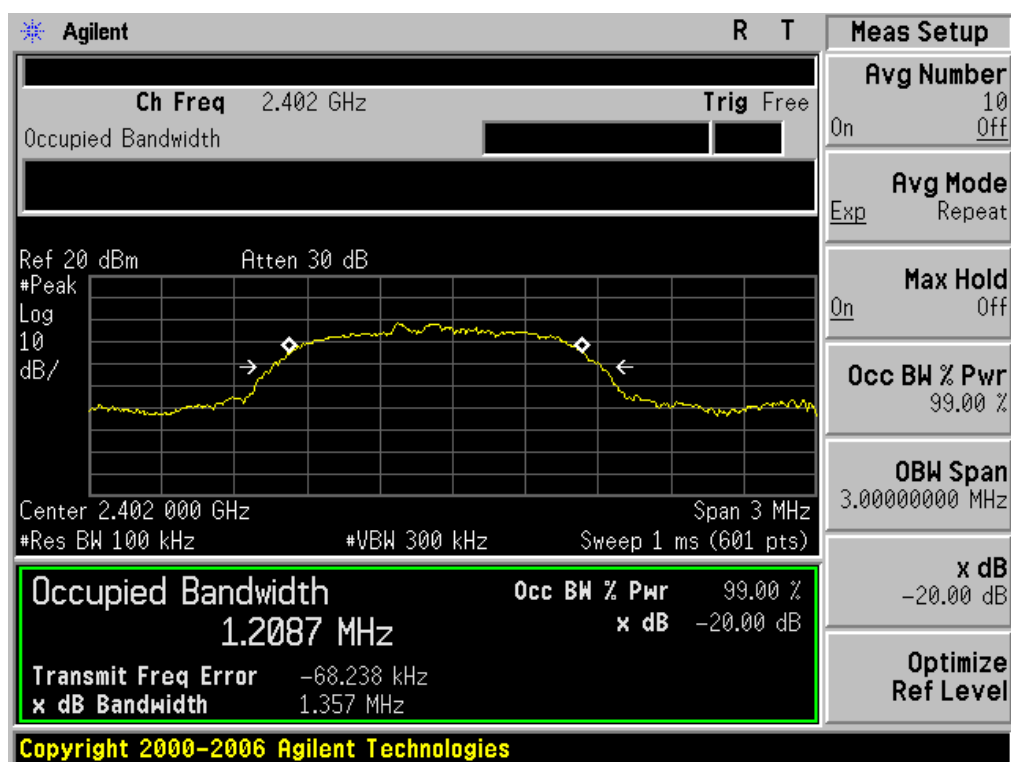 Agilent R T
Ch Freq 2.402 GHz Trig Free
Occupied Bandwidth
Ref 20 dBm Atten 30 dB
#Peak
Log
10
dB/
Center 2.402 000 GHz Span 3 MHz
#Res BW 100 kHz #VBW 300 kHz Sweep 1 ms (601 pts)
Occupied Bandwidth Occ BW % Pwr 99.00 %
1.2087 MHz x dB -20.00 dB
Transmit Freq Error -68.238 kHz
x dB Bandwidth 1.357 MHz
Copyright 2000-2006 Agilent Technologies
Meas Setup
Avg Number
10
On Off
Avg Mode
Exp Repeat
Max Hold
On Off
Occ BW % Pwr
99.00 %
OBW Span
3.00000000 MHz
x dB
-20.00 dB
Optimize
Ref Level